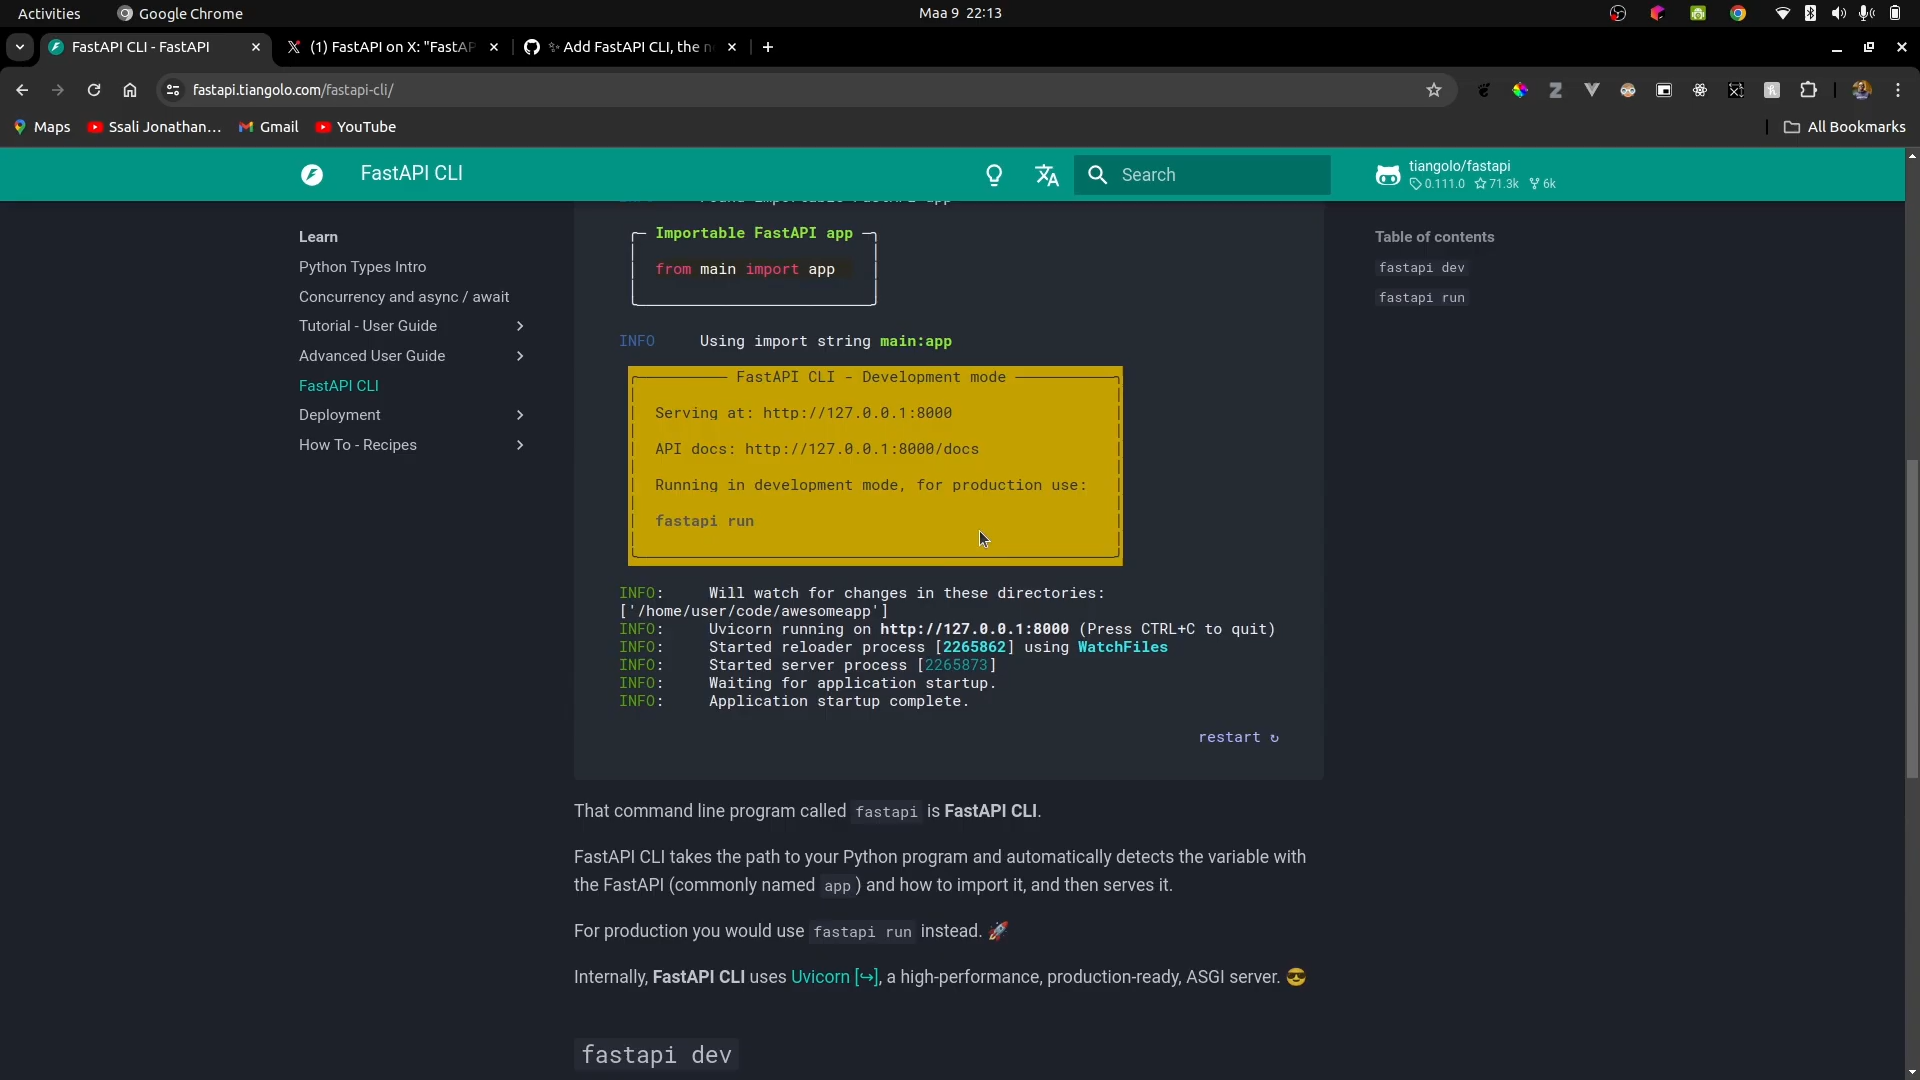 Activities
Google Chrome
Maa 9 22:13
FastAPI CLI - FastAPI
(1) FastAPI on X: "FastAP
Add FastAPI CLI, the n
fastapi.tiangolo.com/fastapi-cli/
Maps
Ssali Jonathan...
Gmail
YouTube
All Bookmarks
FastAPI CLI
Search
tiangolo/fastapi
0.111.0 71.3k 6k
Learn
Python Types Intro
Concurrency and async / await
Tutorial - User Guide
Advanced User Guide
FastAPI CLI
Deployment
How To - Recipes
Importable FastAPI app
from main import app
INFO Using import string main:app
FastAPI CLI - Development mode
Serving at: http://127.0.0.1:8000
API docs: http://127.0.0.1:8000/docs
Running in development mode, for production use:
fastapi run
INFO: Will watch for changes in these directories:
['/home/user/code/awesomeapp']
INFO: Uvicorn running on http://127.0.0.1:8000 (Press CTRL+C to quit)
INFO: Started reloader process [2265862] using WatchFiles
INFO: Started server process [2265873]
INFO: Waiting for application startup.
INFO: Application startup complete.
restart ↻
That command line program called fastapi is FastAPI CLI.
FastAPI CLI takes the path to your Python program and automatically detects the variable with
the FastAPI (commonly named app) and how to import it, and then serves it.
For production you would use fastapi run instead. 🚀
Internally, FastAPI CLI uses Uvicorn [↪], a high-performance, production-ready, ASGI server. 😎
fastapi dev
Table of contents
fastapi dev
fastapi run